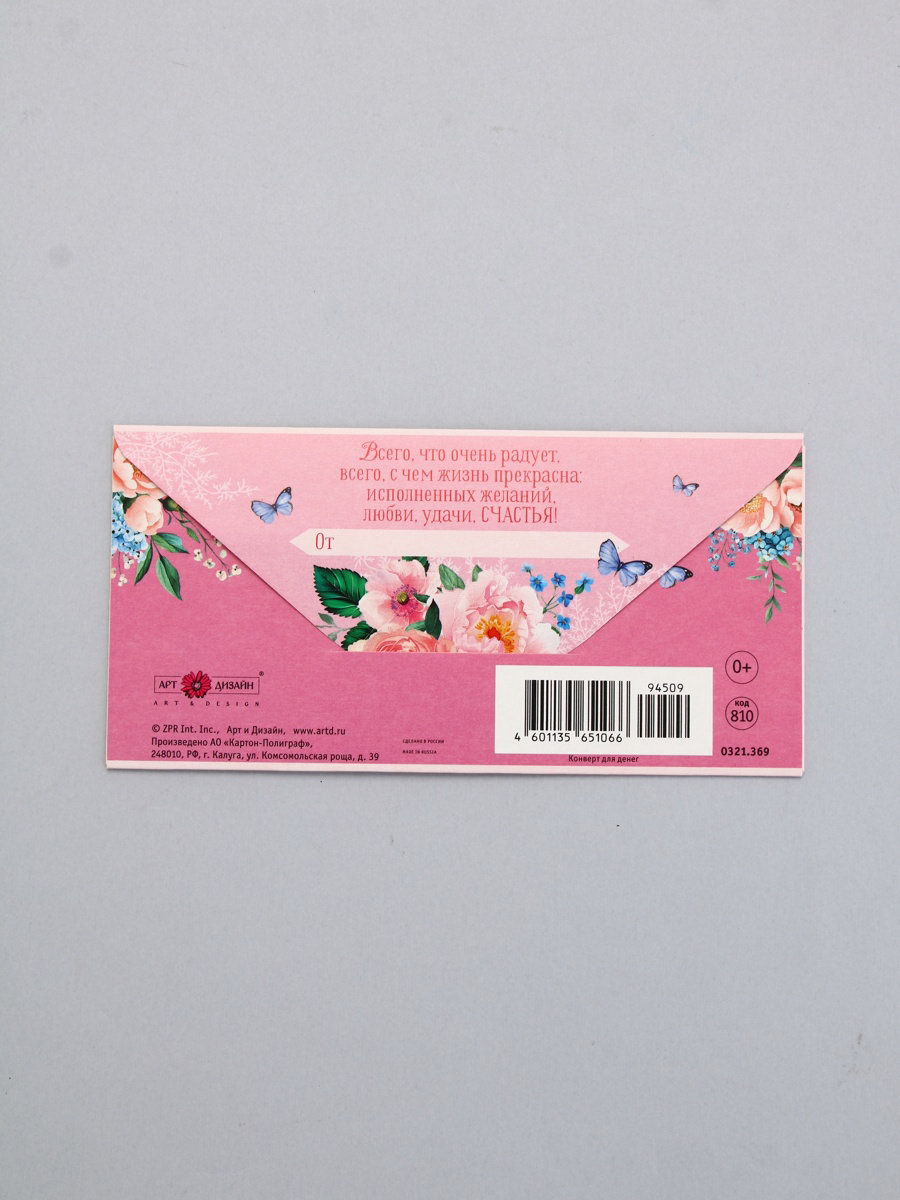 Всего, что очень радует,
всего, с чем жизнь прекрасна:
исполненных желаний,
любви, удачи, СЧАСТЬЯ!
От
АРТ ДИЗАЙН®
ART & DESIGN
© ZPR Int. Inc., Арт и Дизайн, www.artd.ru
Произведено АО «Картон-Полиграф»,
248010, РФ, г. Калуга, ул. Комсомольская роща, д. 39
СДЕЛАНО В РОССИИ
MADE IN RUSSIA
94509
4 601135 651066
Конверт для денег
0+
код
810
0321.369